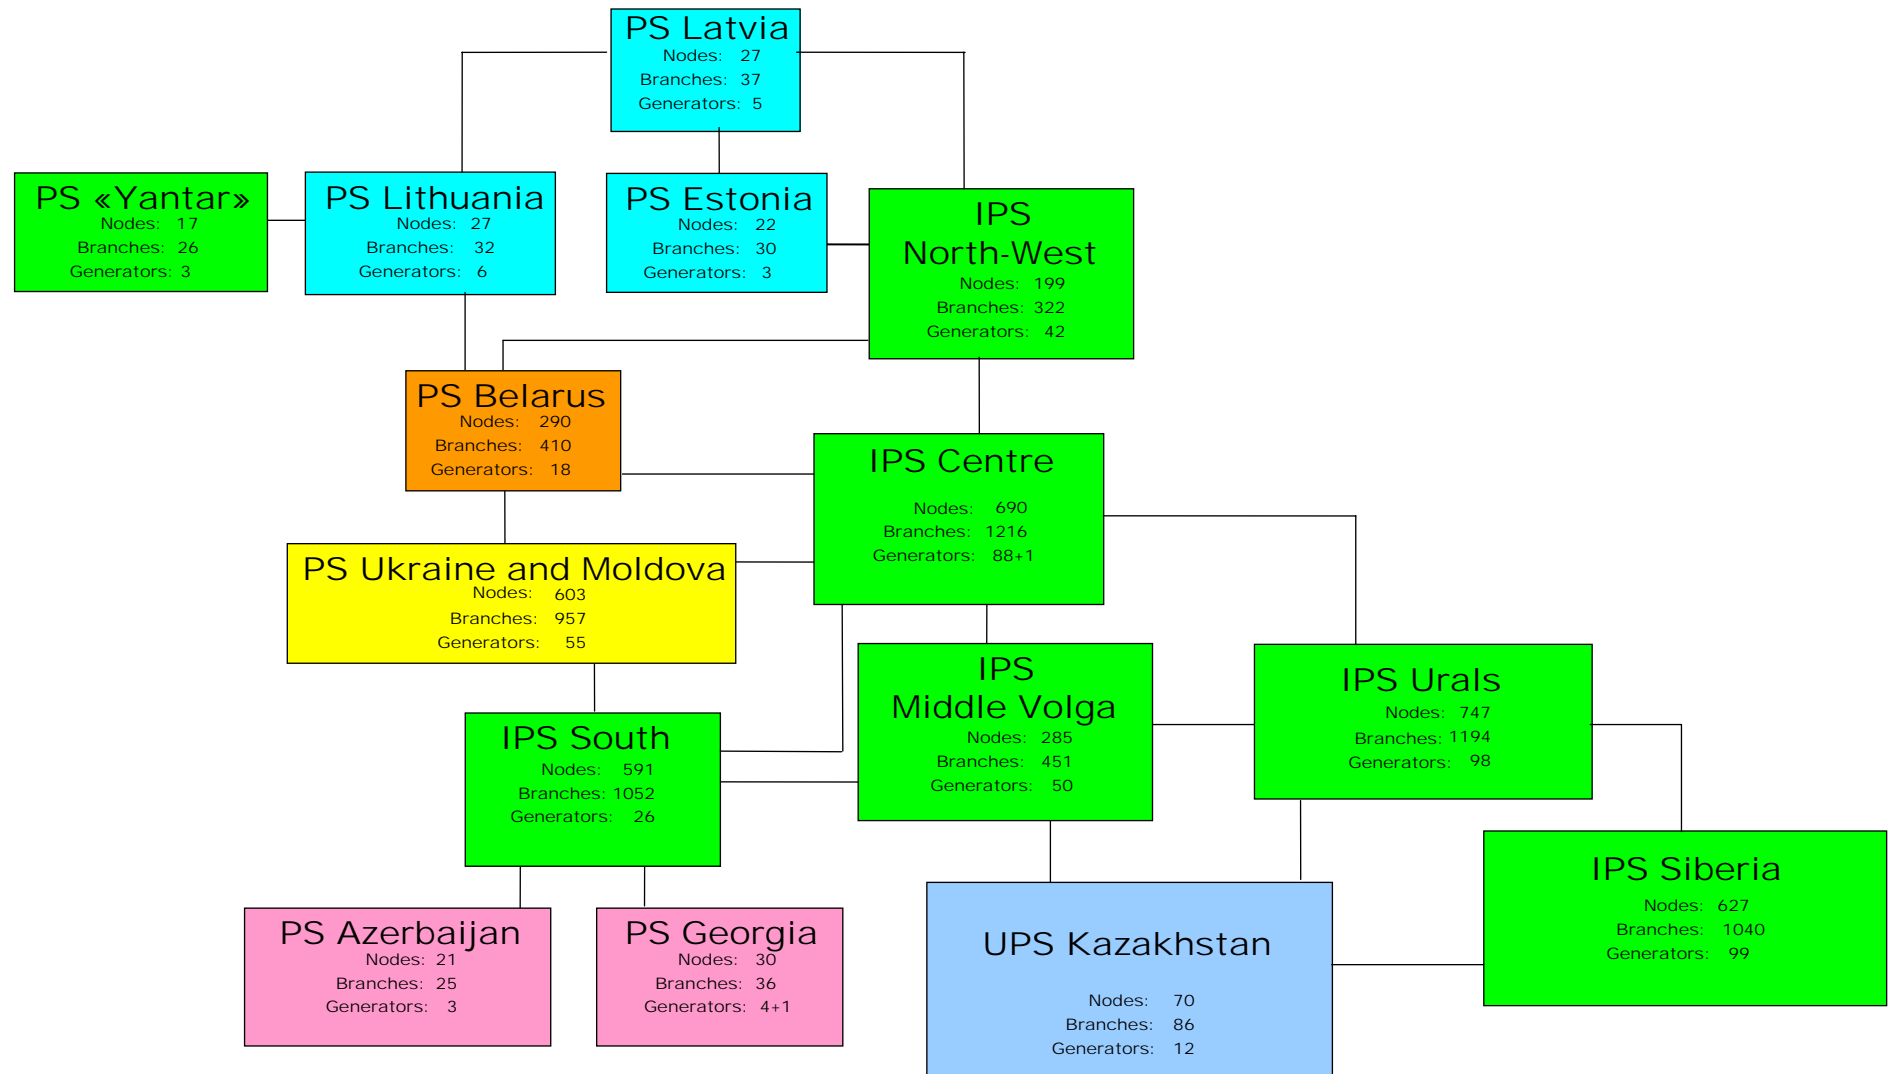 PS Latvia
Nodes: 27
Branches: 37
Generators: 5
PS «Yantar»
Nodes: 17
Branches: 26
Generators: 3
PS Lithuania
Nodes: 27
Branches: 32
Generators: 6
PS Estonia
Nodes: 22
Branches: 30
Generators: 3
IPS
North-West
Nodes: 199
Branches: 322
Generators: 42
PS Belarus
Nodes: 290
Branches: 410
Generators: 18
IPS Centre
Nodes: 690
Branches: 1216
Generators: 88+1
PS Ukraine and Moldova
Nodes: 603
Branches: 957
Generators: 55
IPS
Middle Volga
Nodes: 285
Branches: 451
Generators: 50
IPS Urals
Nodes: 747
Branches: 1194
Generators: 98
IPS South
Nodes: 591
Branches: 1052
Generators: 26
IPS Siberia
Nodes: 627
Branches: 1040
Generators: 99
PS Azerbaijan
Nodes: 21
Branches: 25
Generators: 3
PS Georgia
Nodes: 30
Branches: 36
Generators: 4+1
UPS Kazakhstan
Nodes: 70
Branches: 86
Generators: 12